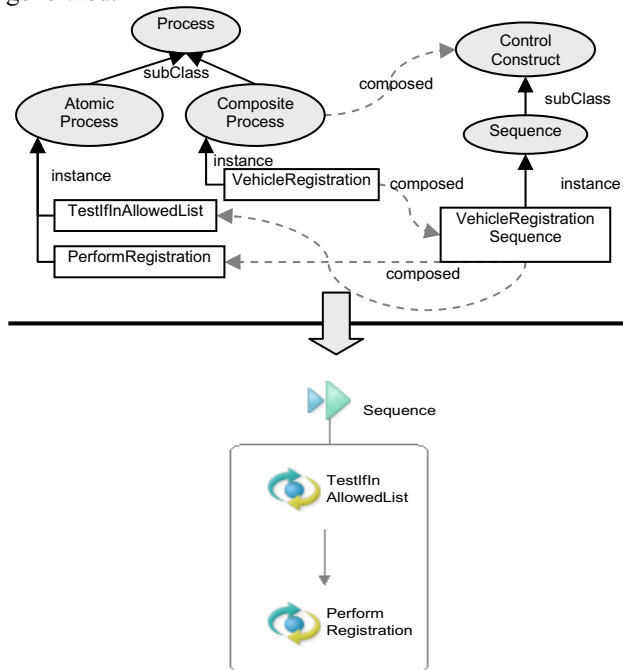 Process
Control
Construct
subClass
composed
Atomic
Process
Composite
Process
subClass
Sequence
instance
instance
VehicleRegistration
composed
instance
TestIfInAllowedList
VehicleRegistration
Sequence
PerformRegistration
composed
Sequence
TestIfIn
AllowedList
Perform
Registration